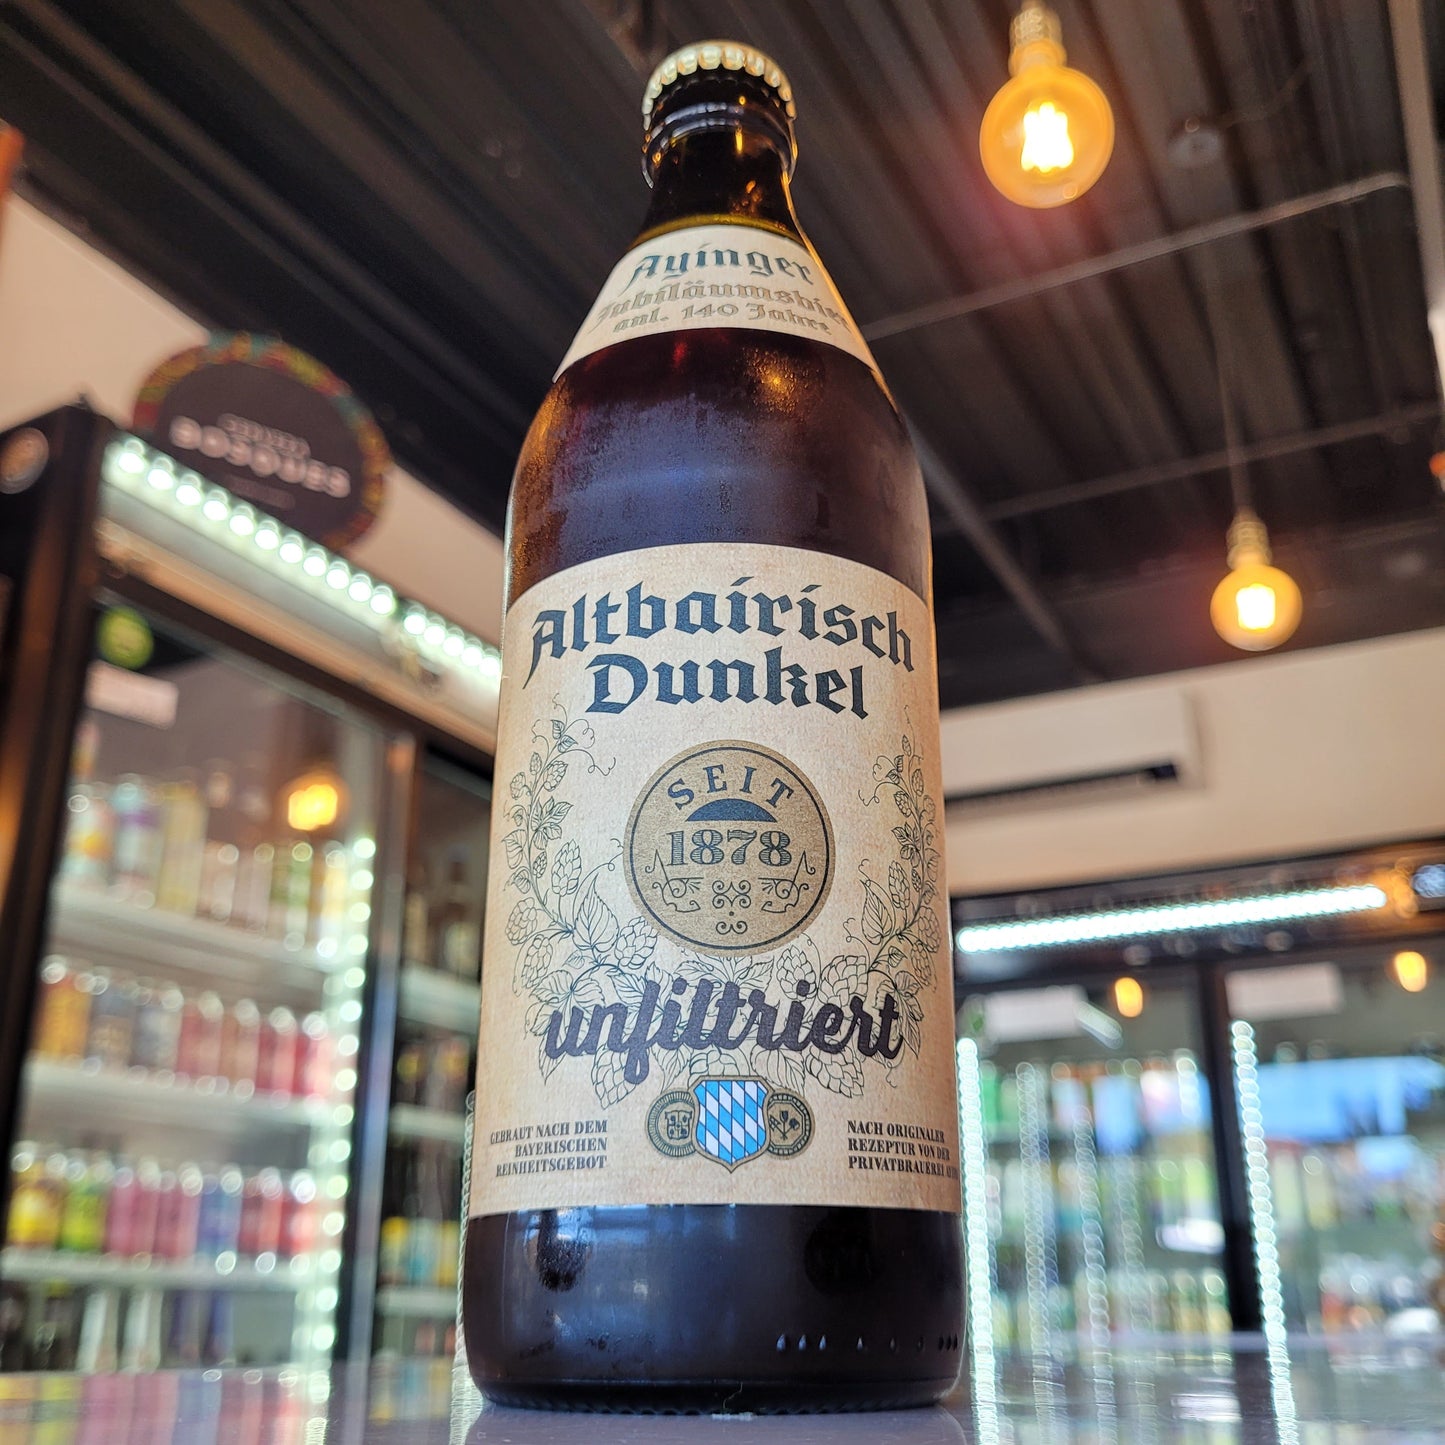 Ayinger
Jubiläumsbier
anl. 140 Jahre
Altbairisch
Dunkel
SEIT
1878
unfiltriert
GEBRAUT NACH DEM
BAYERISCHEN
REINHEITSGEBOT
NACH ORIGINALER
REZEPTUR VON DER
PRIVATBRAUEREI
BOSQUES